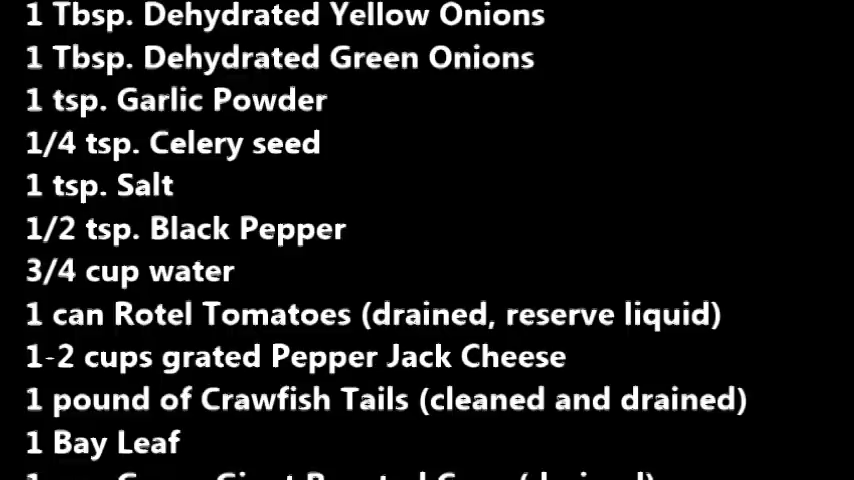 1 Tbsp. Dehydrated Yellow Onions
1 Tbsp. Dehydrated Green Onions
1 tsp. Garlic Powder
1/4 tsp. Celery seed
1 tsp. Salt
1/2 tsp. Black Pepper
3/4 cup water
1 can Rotel Tomatoes (drained, reserve liquid)
1-2 cups grated Pepper Jack Cheese
1 pound of Crawfish Tails (cleaned and drained)
1 Bay Leaf